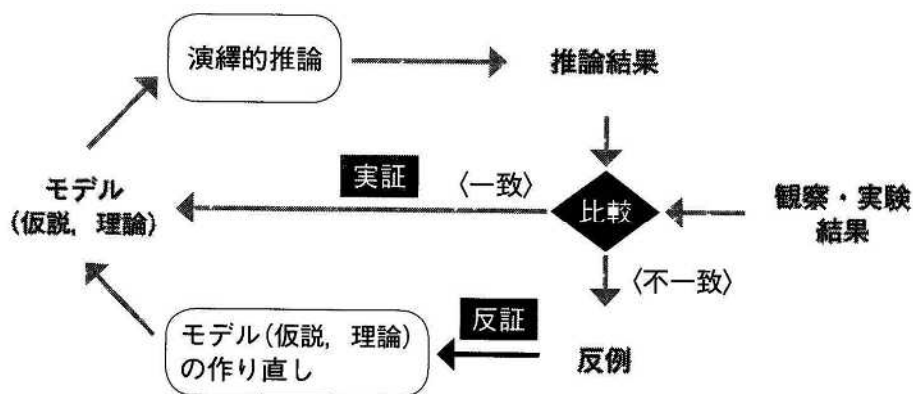 演繹的推論
推論結果
実証
〈一致〉
モデル
(仮説，理論)
比較
観察・実験
結果
〈不一致〉
反証
モデル(仮説，理論)
の作り直し
反例